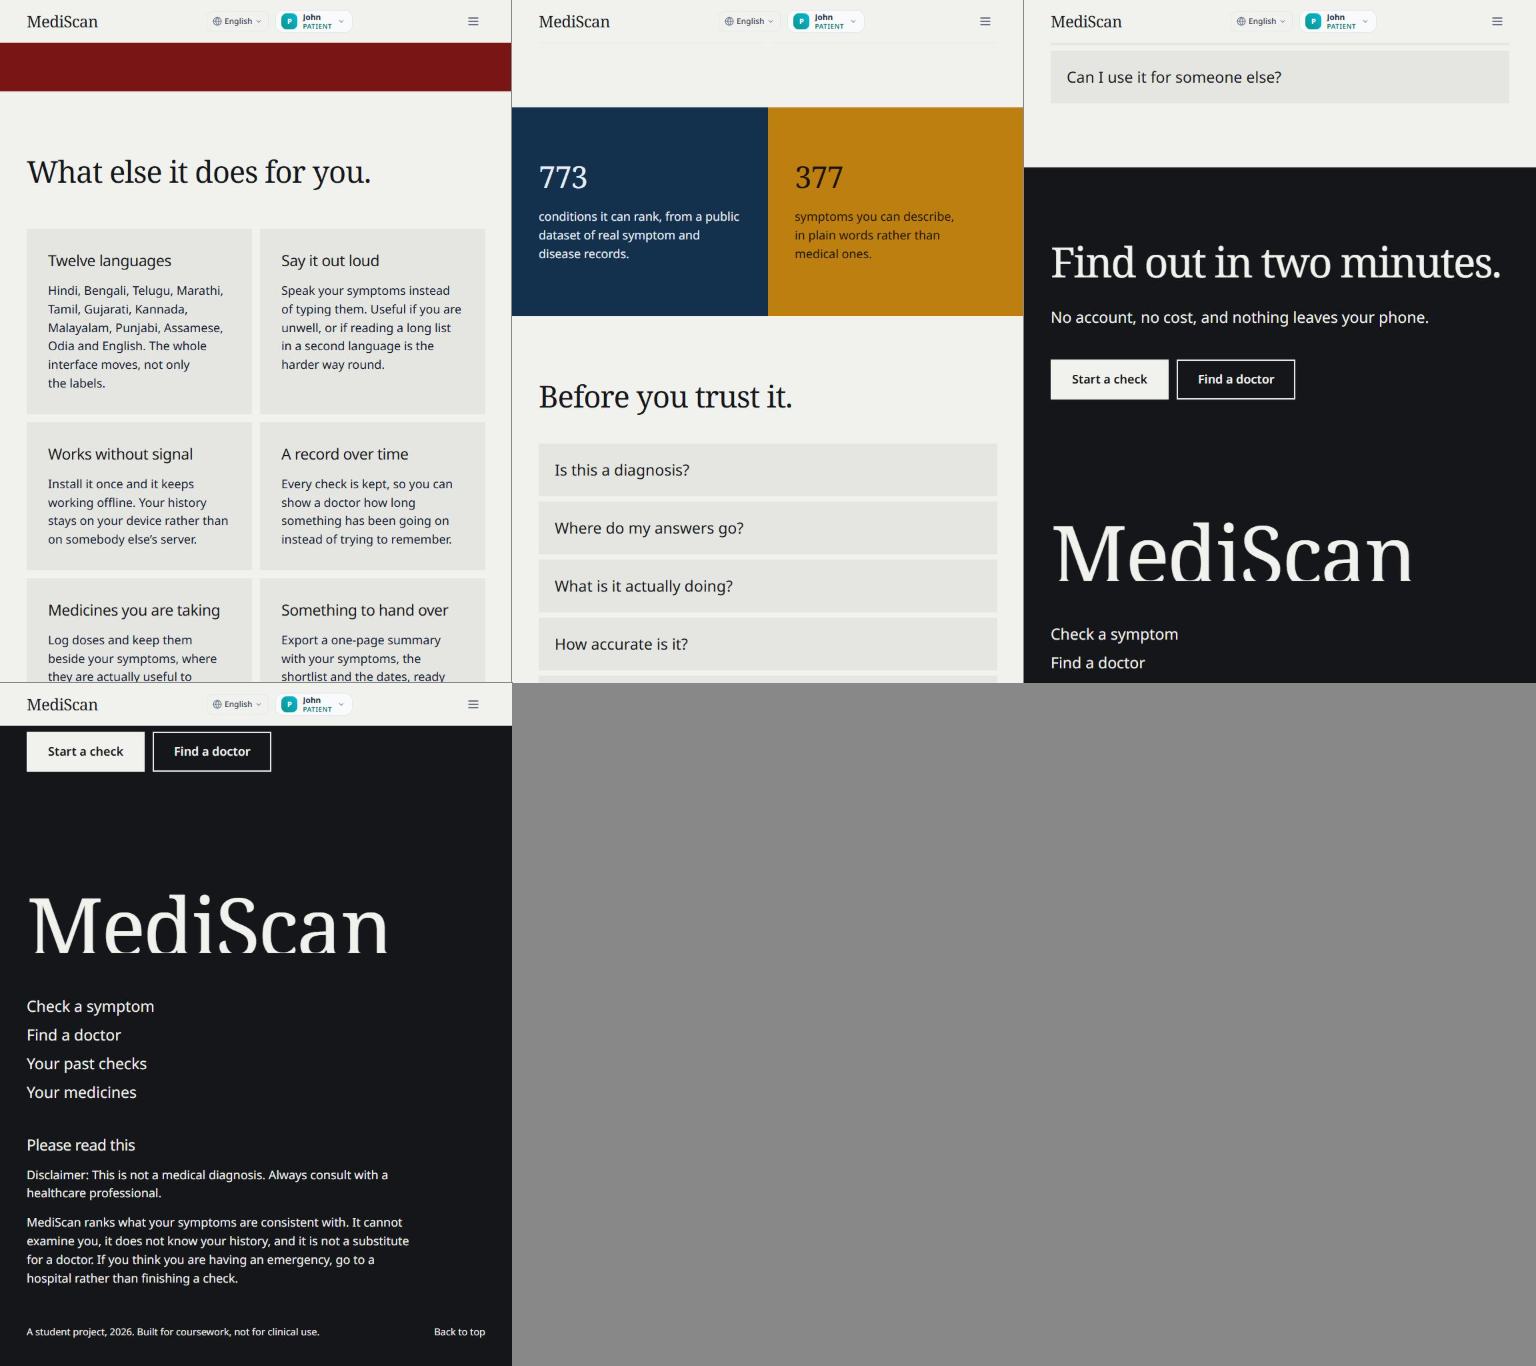 MediScan
English
P
John
PATIENT
What else it does for you.
Twelve languages
Hindi, Bengali, Telugu, Marathi,
Tamil, Gujarati, Kannada,
Malayalam, Punjabi, Assamese,
Odia and English. The whole
interface moves, not only
the labels.
Say it out loud
Speak your symptoms instead
of typing them. Useful if you are
unwell, or if reading a long list
in a second language is the
harder way round.
Works without signal
Install it once and it keeps
working offline. Your history
stays on your device rather than
on somebody else’s server.
A record over time
Every check is kept, so you can
show a doctor how long
something has been going on
instead of trying to remember.
Medicines you are taking
Log doses and keep them
beside your symptoms, where
they are actually useful to
Something to hand over
Export a one-page summary
with your symptoms, the
shortlist and the dates, ready
MediScan
English
P
John
PATIENT
773
conditions it can rank, from a public
dataset of real symptom and
disease records.
377
symptoms you can describe,
in plain words rather than
medical ones.
Before you trust it.
Is this a diagnosis?
Where do my answers go?
What is it actually doing?
How accurate is it?
MediScan
English
P
John
PATIENT
Can I use it for someone else?
Find out in two minutes.
No account, no cost, and nothing leaves your phone.
Start a check
Find a doctor
MediScan
Check a symptom
Find a doctor
MediScan
English
P
John
PATIENT
Start a check
Find a doctor
MediScan
Check a symptom
Find a doctor
Your past checks
Your medicines
Please read this
Disclaimer: This is not a medical diagnosis. Always consult with a
healthcare professional.
MediScan ranks what your symptoms are consistent with. It cannot
examine you, it does not know your history, and it is not a substitute
for a doctor. If you think you are having an emergency, go to a
hospital rather than finishing a check.
A student project, 2026. Built for coursework, not for clinical use.
Back to top